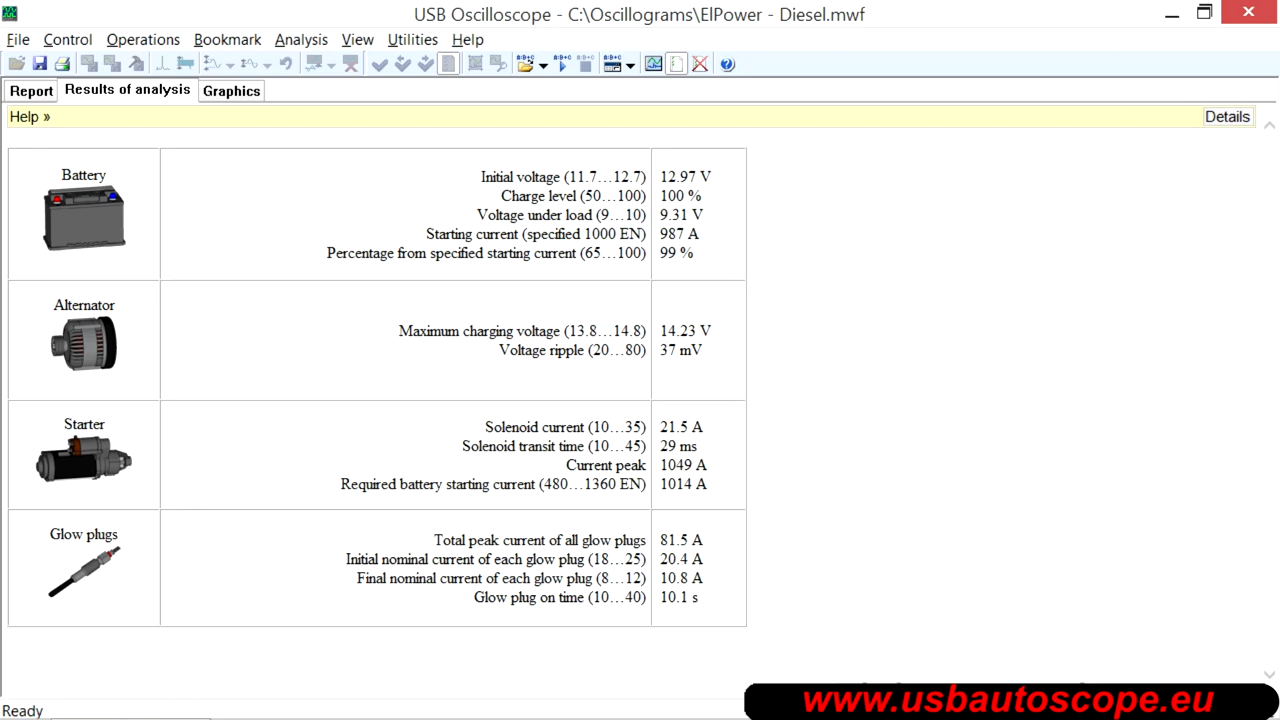 USB Oscilloscope - C:\Oscillograms\ElPower - Diesel.mwf
File Control Operations Bookmark Analysis View Utilities Help
Report Results of analysis Graphics
Help » Details
Battery
Initial voltage (11.7…12.7) 12.97 V
Charge level (50…100) 100 %
Voltage under load (9…10) 9.31 V
Starting current (specified 1000 EN) 987 A
Percentage from specified starting current (65…100) 99 %
Alternator
Maximum charging voltage (13.8…14.8) 14.23 V
Voltage ripple (20…80) 37 mV
Starter
Solenoid current (10…35) 21.5 A
Solenoid transit time (10…45) 29 ms
Current peak 1049 A
Required battery starting current (480…1360 EN) 1014 A
Glow plugs
Total peak current of all glow plugs 81.5 A
Initial nominal current of each glow plug (18…25) 20.4 A
Final nominal current of each glow plug (8…12) 10.8 A
Glow plug on time (10…40) 10.1 s
www.usbautoscope.eu
Ready